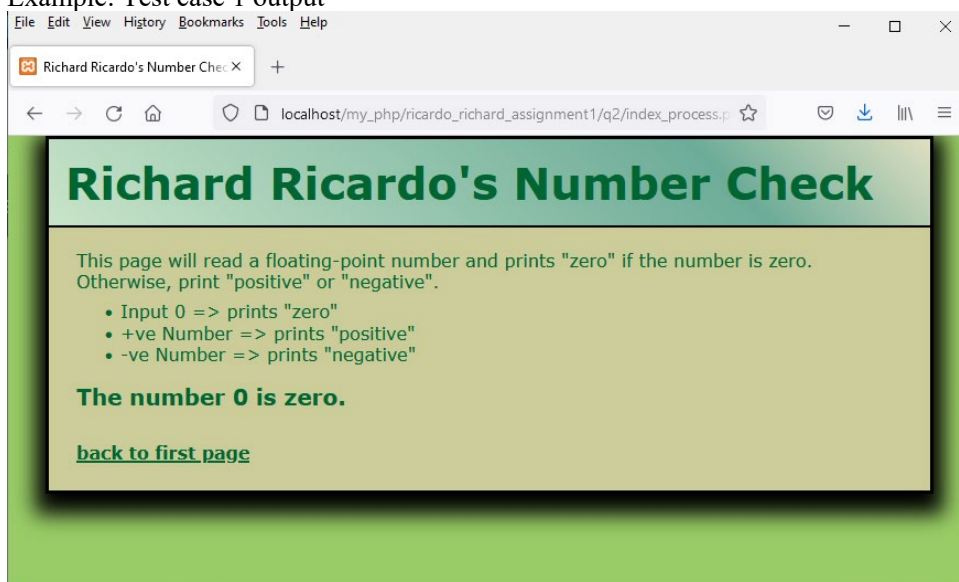 Example: Test case 1 output
File Edit View History Bookmarks Tools Help
Richard Ricardo's Number Chec
localhost/my_php/ricardo_richard_assignment1/q2/index_process.p
Richard Ricardo's Number Check
This page will read a floating-point number and prints "zero" if the number is zero.
Otherwise, print "positive" or "negative".
• Input 0 => prints "zero"
• +ve Number => prints "positive"
• -ve Number => prints "negative"
The number 0 is zero.
back to first page